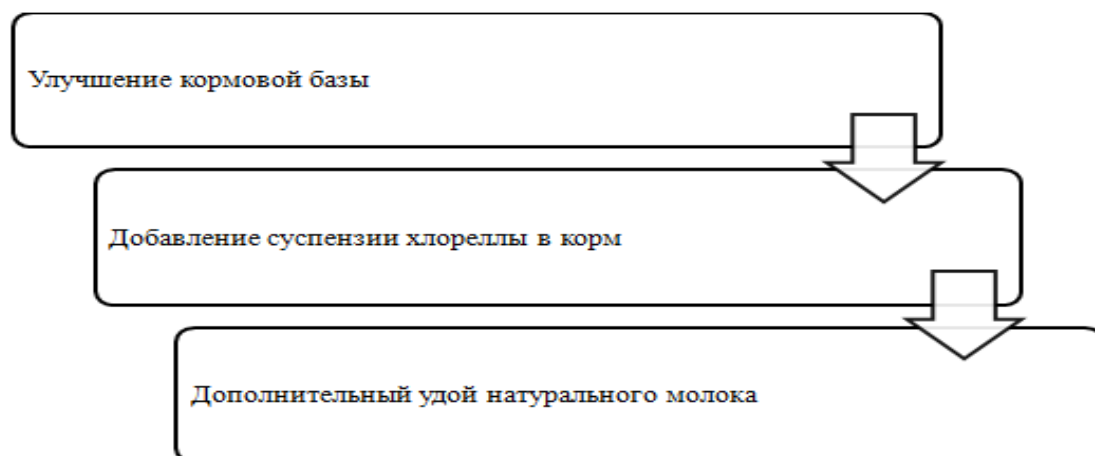 Улучшение кормовой базы
Добавление суспензии хлореллы в корм
Дополнительный удой натурального молока